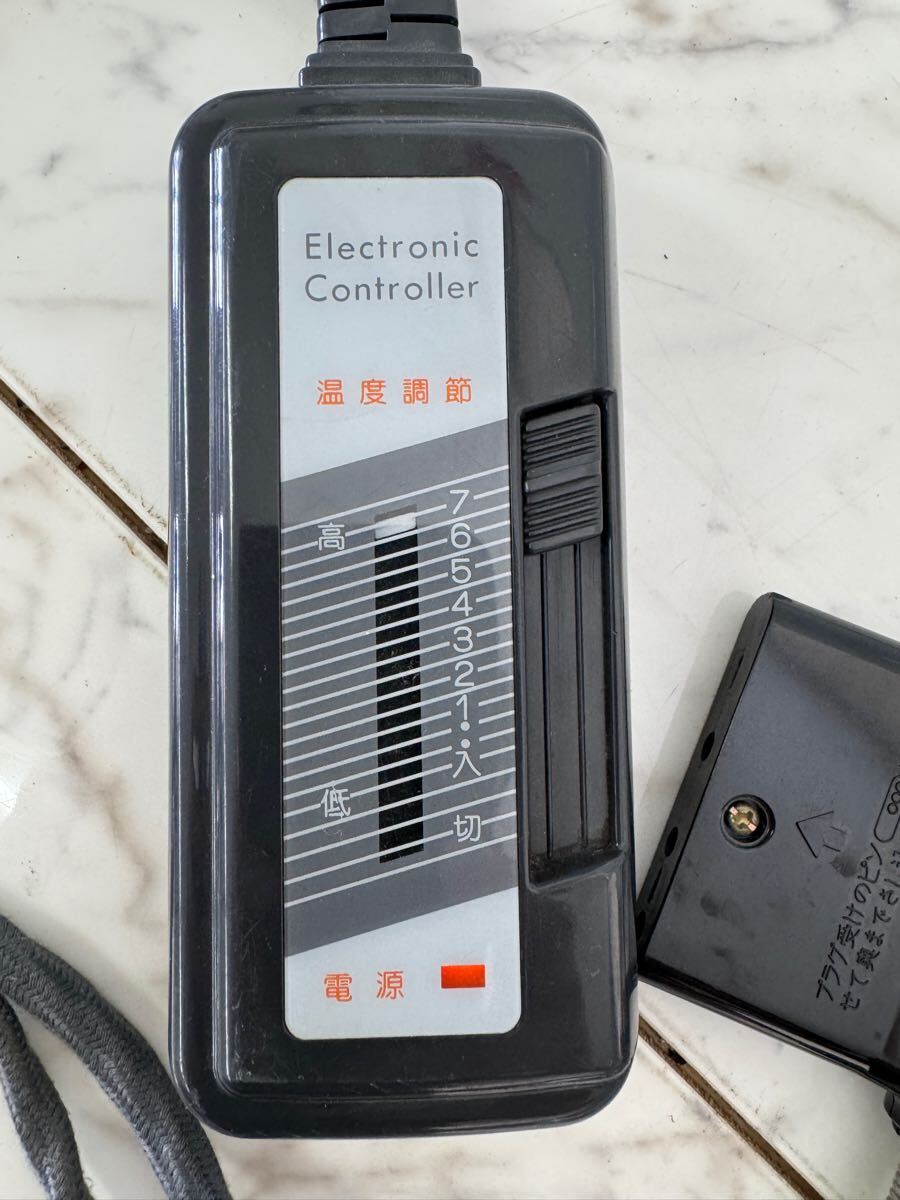 Electronic
Controller
温度調節
高
7
6
5
4
3
2
1
入
低
切
電源
プラグ受けのピン
せて奥までさし